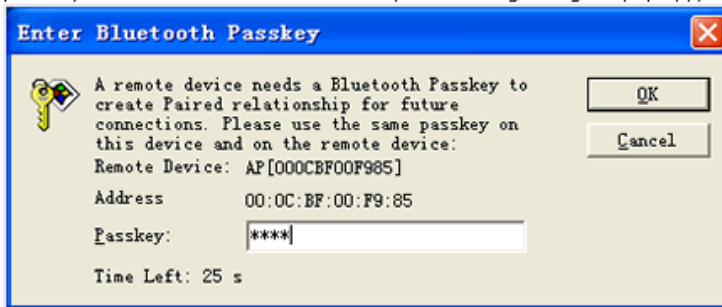 Enter Bluetooth Passkey
A remote device needs a Bluetooth Passkey to
create Paired relationship for future
connections. Please use the same passkey on
this device and on the remote device:
Remote Device: AP[000CBF00F985]
Address 00:0C:BF:00:F9:85
Passkey: ****
Time Left: 25 s
OK
Cancel